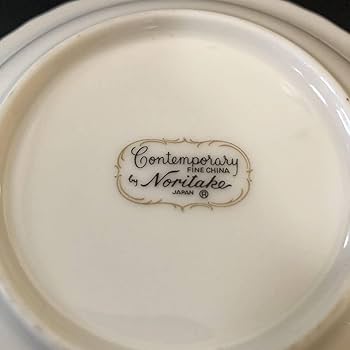 Contemporary
FINE CHINA
by Noritake
JAPAN ®